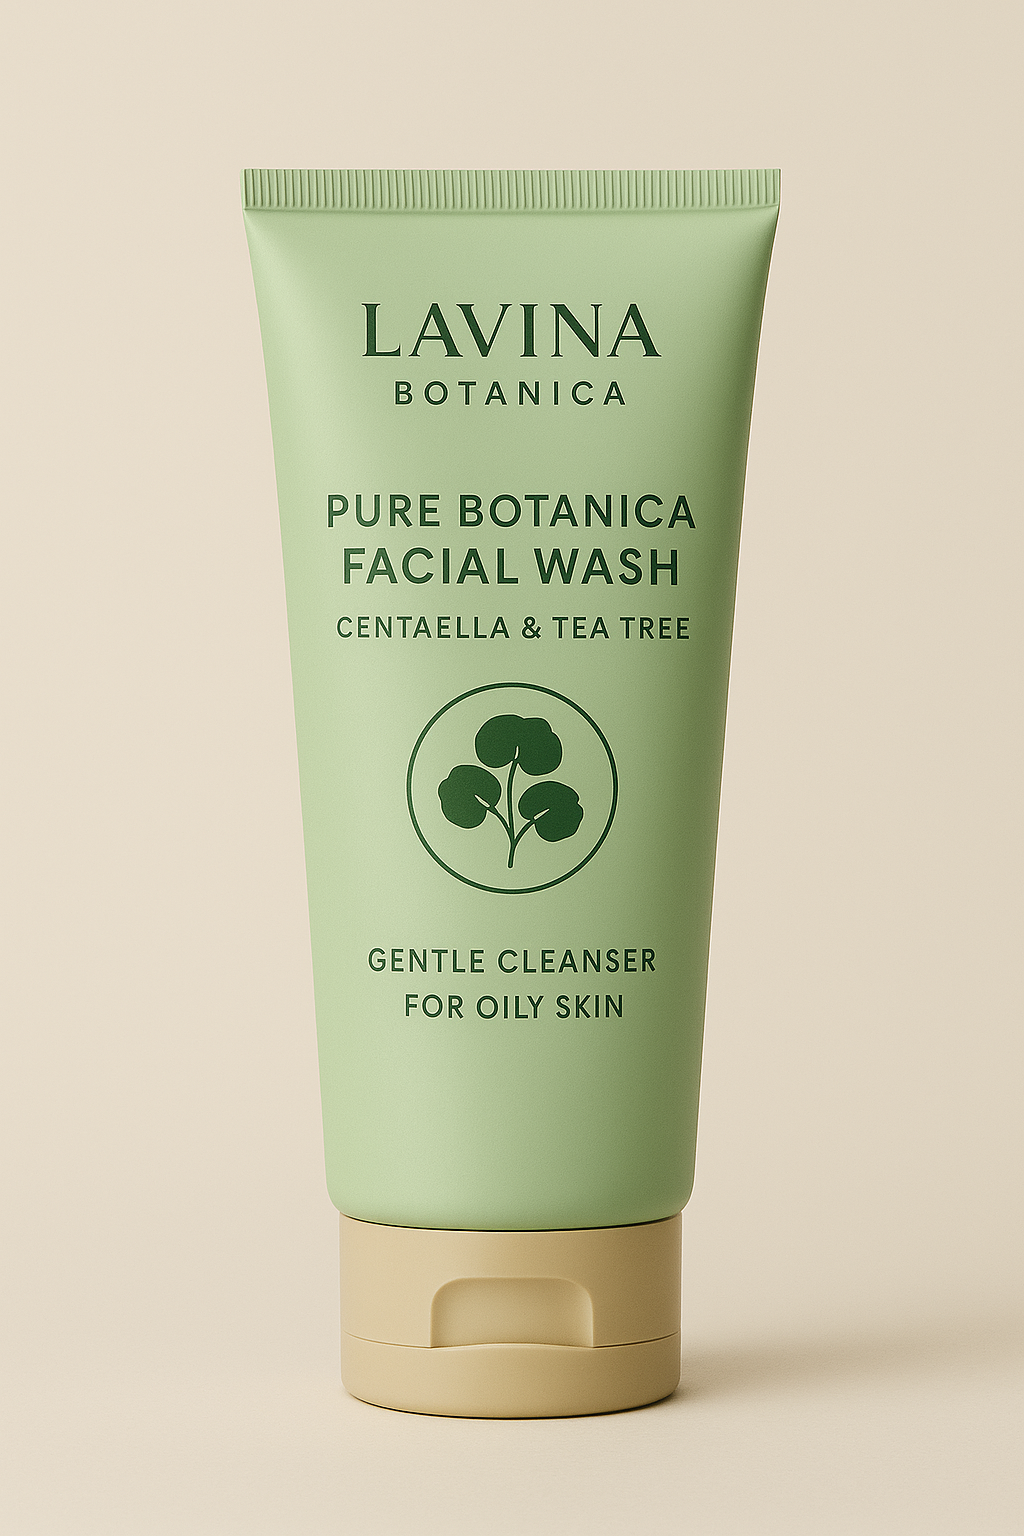 LAVINA
BOTANICA
PURE BOTANICA
FACIAL WASH
CENTAELLA & TEA TREE
GENTLE CLEANSER
FOR OILY SKIN